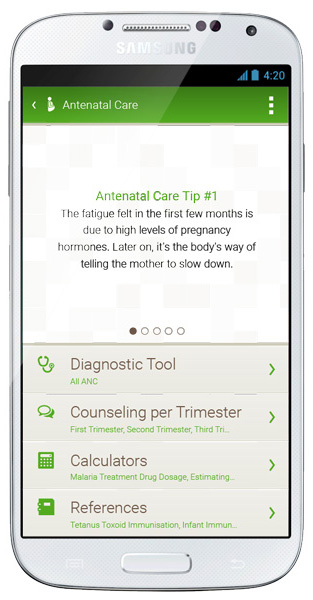 SAMSUNG
4:20
Antenatal Care
Antenatal Care Tip #1
The fatigue felt in the first few months is
due to high levels of pregnancy
hormones. Later on, it's the body's way of
telling the mother to slow down.
Diagnostic Tool
All ANC
Counseling per Trimester
First Trimester, Second Trimester, Third Tri...
Calculators
Malaria Treatment Drug Dosage, Estimating...
References
Tetanus Toxoid Immunisation, Infant Immun...